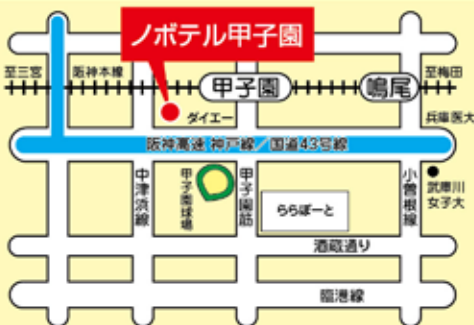 ノボテル甲子園
至三宮
阪神本線
甲子園
鳴尾
至梅田
ダイエー
兵庫医大
阪神高速 神戸線／国道43号線
中津浜線
甲子園球場
甲子園筋
ららぽーと
小曽根線
武庫川
女子大
酒蔵通り
臨港線